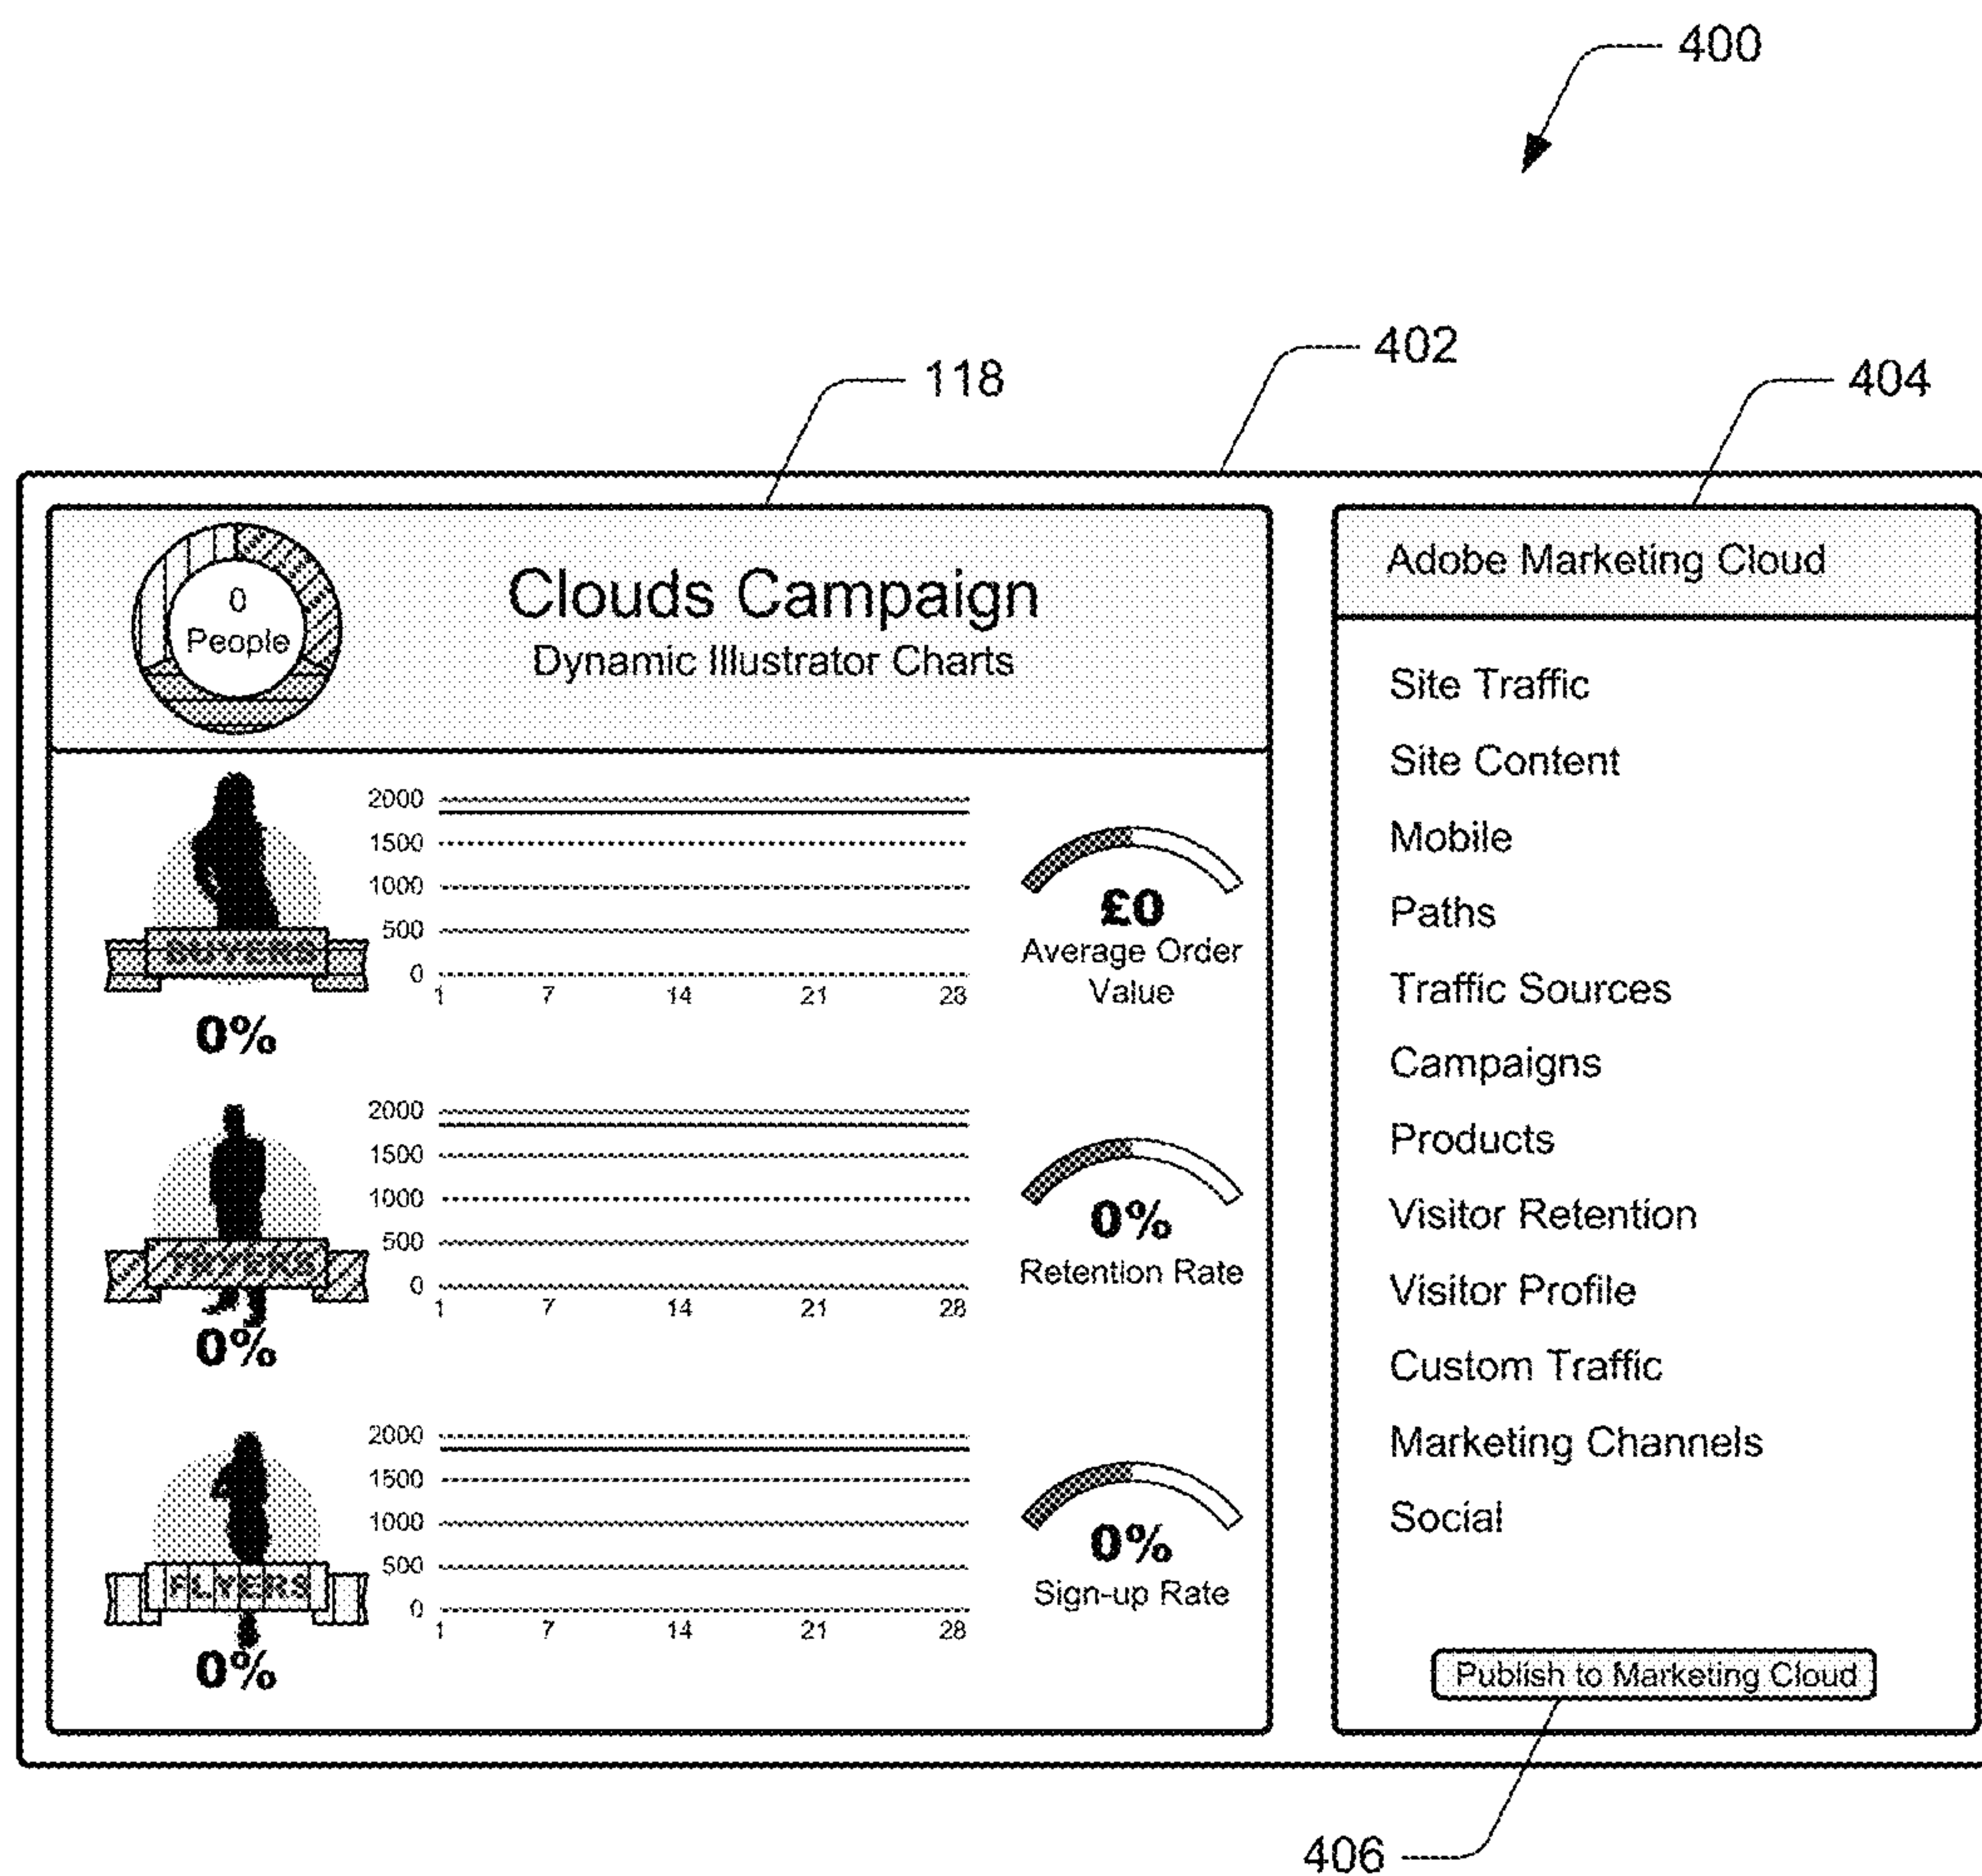 400
402
118
404
0
People
Clouds Campaign
Dynamic Illustrator Charts
Adobe Marketing Cloud
Site Traffic
Site Content
Mobile
Paths
Traffic Sources
Campaigns
Products
Visitor Retention
Visitor Profile
Custom Traffic
Marketing Channels
Social
Publish to Marketing Cloud
2000
1500
1000
500
0
1 7 14 21 28
BUYERS
0%
£0
Average Order
Value
2000
1500
1000
500
0
1 7 14 21 28
0%
0%
Retention Rate
2000
1500
1000
500
0
1 7 14 21 28
FLYERS
0%
0%
Sign-up Rate
406